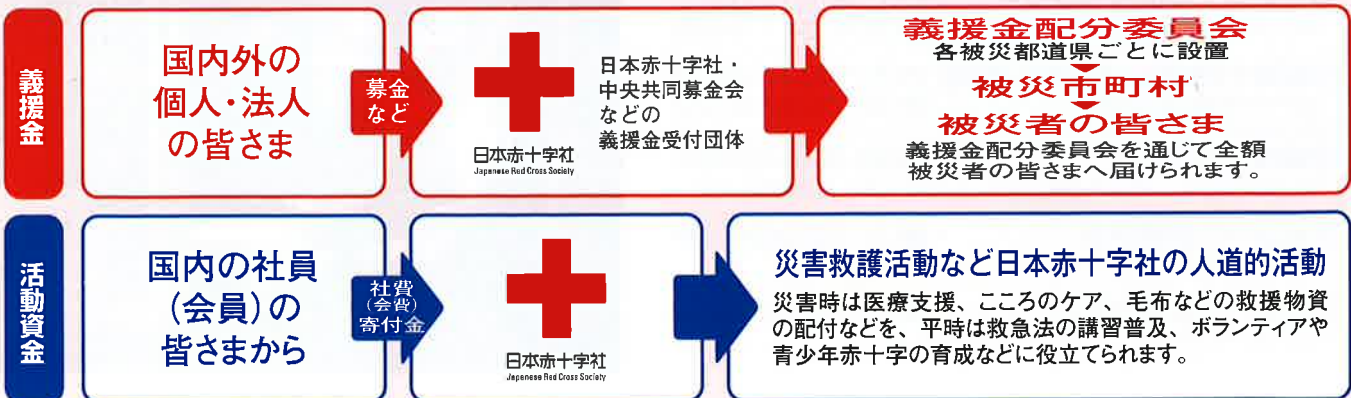 義援金
国内外の
個人・法人
の皆さま
募金
など
日本赤十字社
Japanese Red Cross Society
日本赤十字社・
中央共同募金会
などの
義援金受付団体
義援金配分委員会
各被災都道県ごとに設置
被災市町村
被災者の皆さま
義援金配分委員会を通じて全額
被災者の皆さまへ届けられます。
活動資金
国内の社員
(会員)の
皆さまから
社費
(会費)
寄付金
日本赤十字社
Japanese Red Cross Society
災害救護活動など日本赤十字社の人道的活動
災害時は医療支援、こころのケア、毛布などの救援物資
の配付などを、平時は救急法の講習普及、ボランティアや
青少年赤十字の育成などに役立てられます。